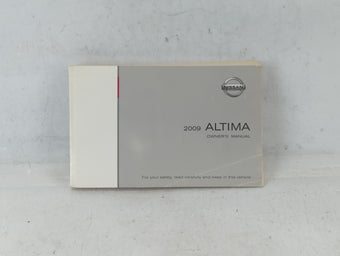 NISSAN
2009 ALTIMA
OWNER'S MANUAL
For your safety, read carefully and keep in this vehicle.